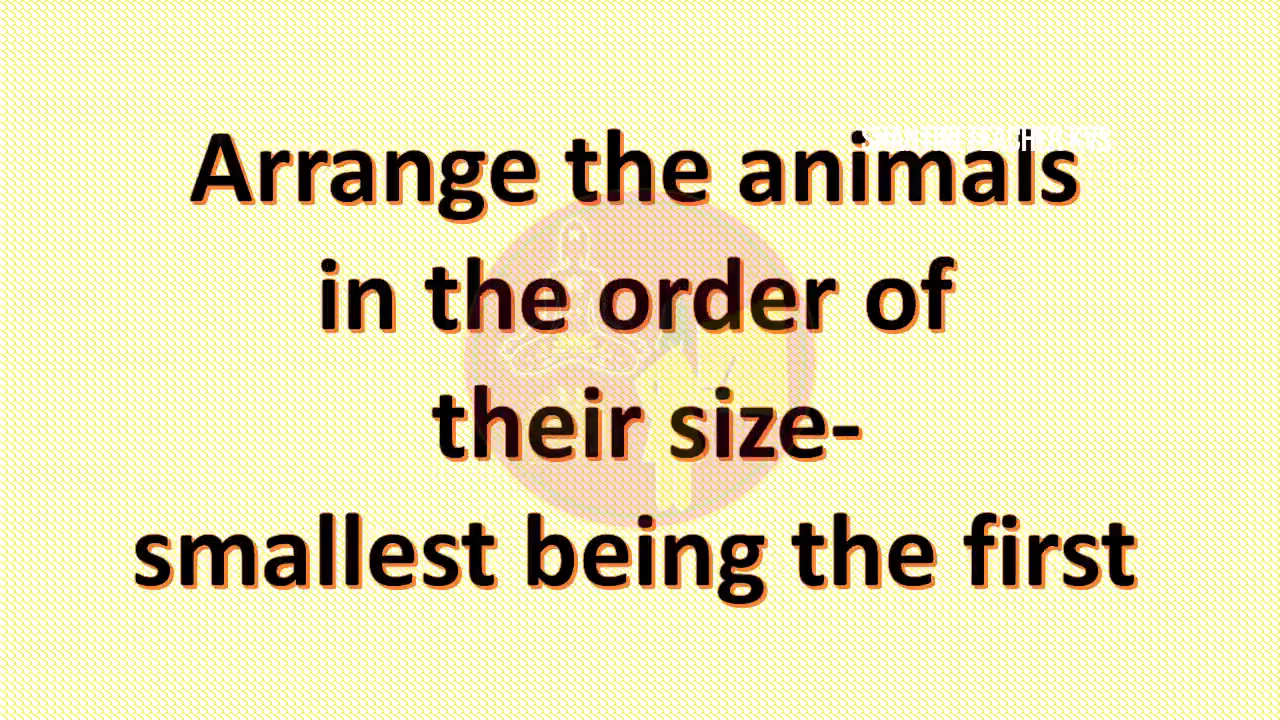 Arrange the animals
in the order of
their size-
smallest being the first